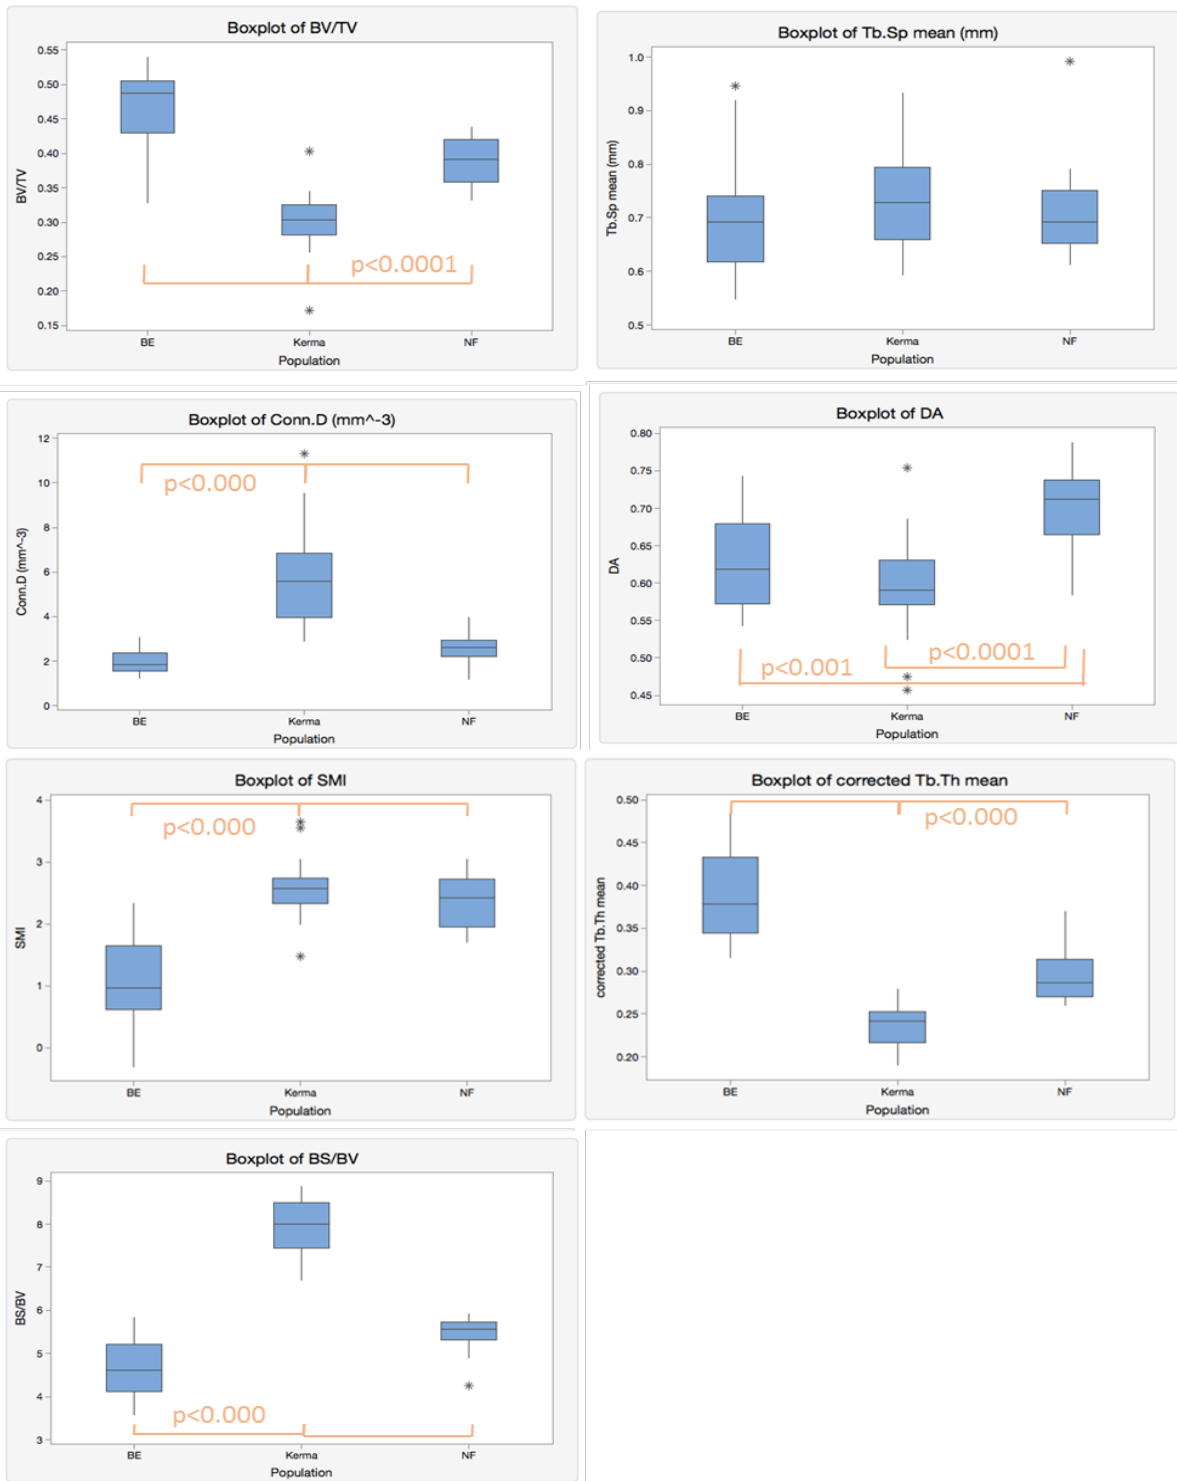 Boxplot of BV/TV
0.55
0.50
0.45
0.40
0.35
0.30
0.25
0.20
0.15
BV/TV
p<0.0001
BE Kerma NF
Population
Boxplot of Tb.Sp mean (mm)
1.0
0.9
0.8
0.7
0.6
0.5
Tb.Sp mean (mm)
BE Kerma NF
Population
Boxplot of Conn.D (mm^-3)
12
10
8
6
4
2
0
Conn.D (mm^-3)
p<0.000
BE Kerma NF
Population
Boxplot of DA
0.80
0.75
0.70
0.65
0.60
0.55
0.50
0.45
DA
p<0.0001
p<0.001
BE Kerma NF
Population
Boxplot of SMI
4
3
2
1
0
SMI
p<0.000
BE Kerma NF
Population
Boxplot of corrected Tb.Th mean
0.50
0.45
0.40
0.35
0.30
0.25
0.20
corrected Tb.Th mean
p<0.000
BE Kerma NF
Population
Boxplot of BS/BV
9
8
7
6
5
4
3
BS/BV
p<0.000
BE Kerma NF
Population